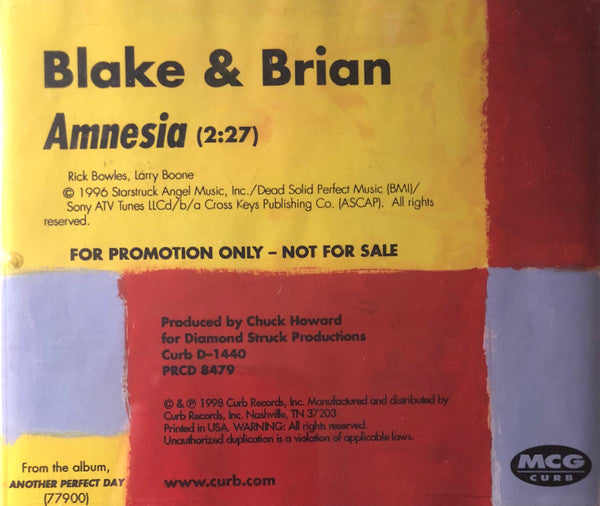 Blake & Brian
Amnesia (2:27)
Rick Bowles, Larry Boone
© 1996 Starstruck Angel Music, Inc./Dead Solid Perfect Music (BMI)/
Sony ATV Tunes LLCd/b/a Cross Keys Publishing Co. (ASCAP). All rights
reserved.
FOR PROMOTION ONLY – NOT FOR SALE
Produced by Chuck Howard
for Diamond Struck Productions
Curb D-1440
PRCD 8479
© & ℗ 1998 Curb Records, Inc. Manufactured and distributed by
Curb Records, Inc. Nashville, TN 37203
Printed in USA. WARNING: All rights reserved.
Unauthorized duplication is a violation of applicable laws.
www.curb.com
From the album,
ANOTHER PERFECT DAY
(77900)
MCG
CURB